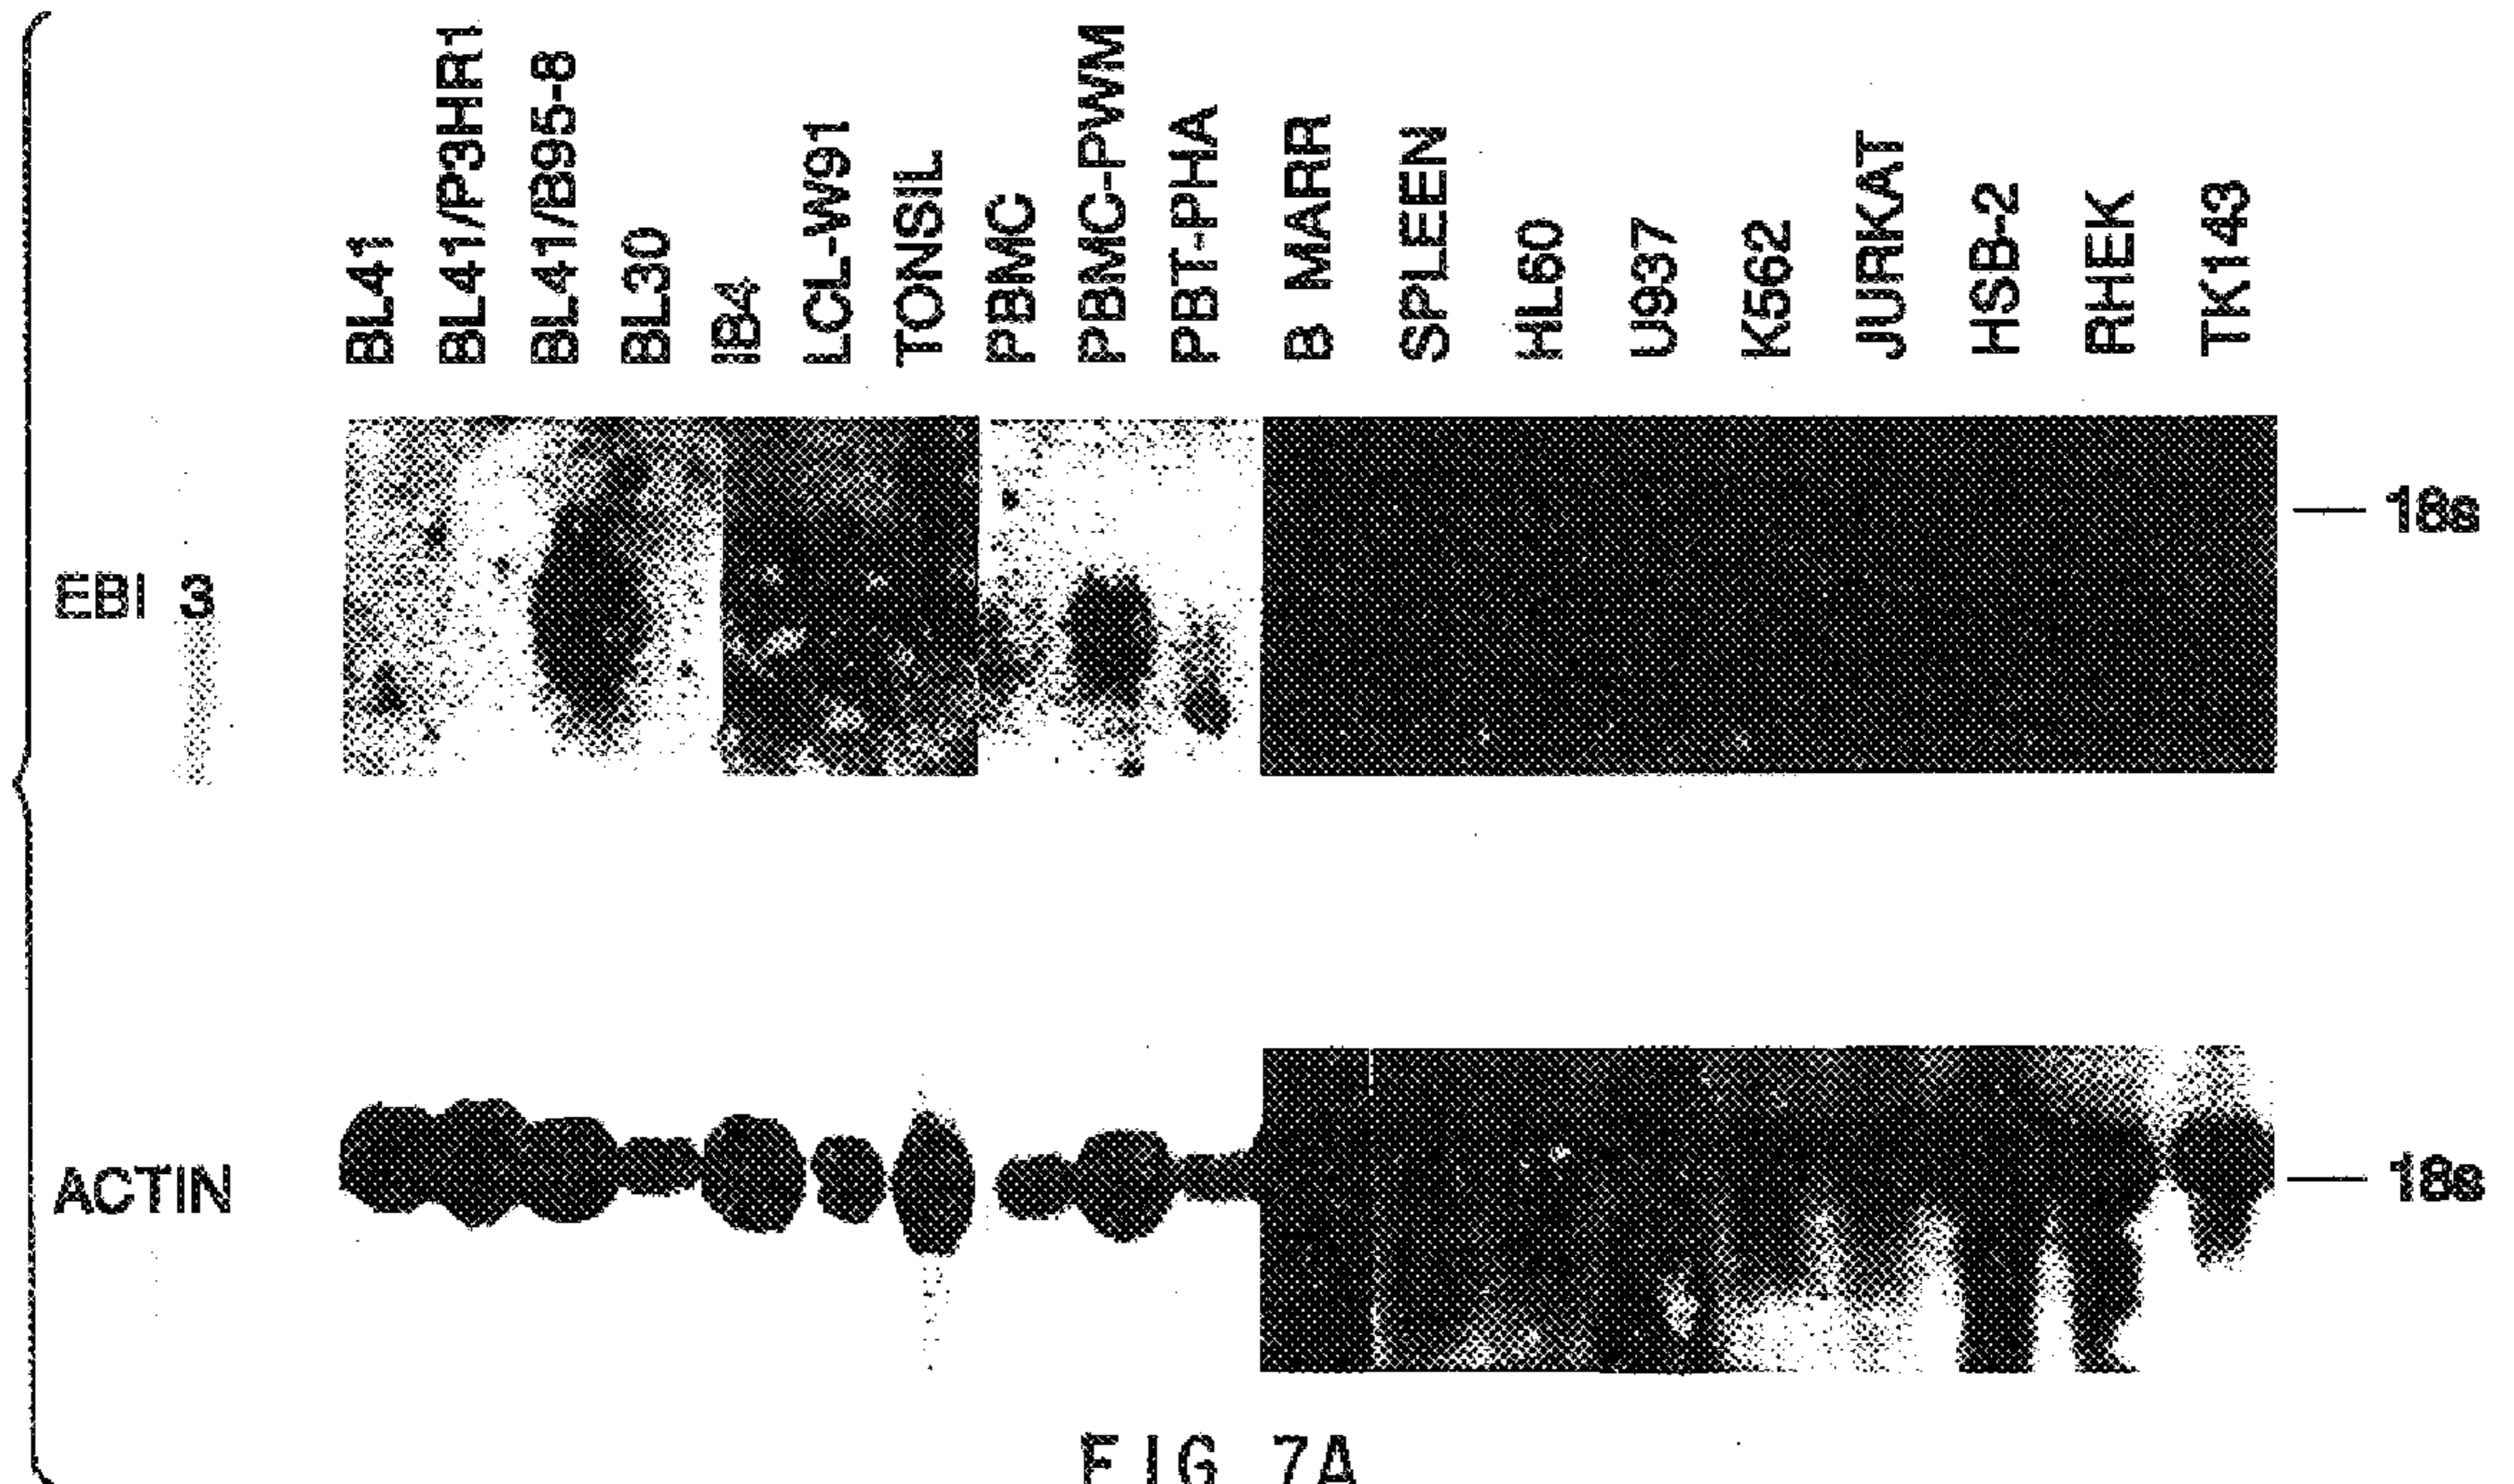 BL41
BL41/P3HR1
BL41/B95-8
BL30
IB4
LCL-W91
TONSIL
PBMC
PBMC-PWM
PBT-PHA
B MARR
SPLEEN
HL60
U937
K562
JURKAT
HSB-2
RHEK
TK143
18s
EBI 3
ACTIN
18s
FIG 7A